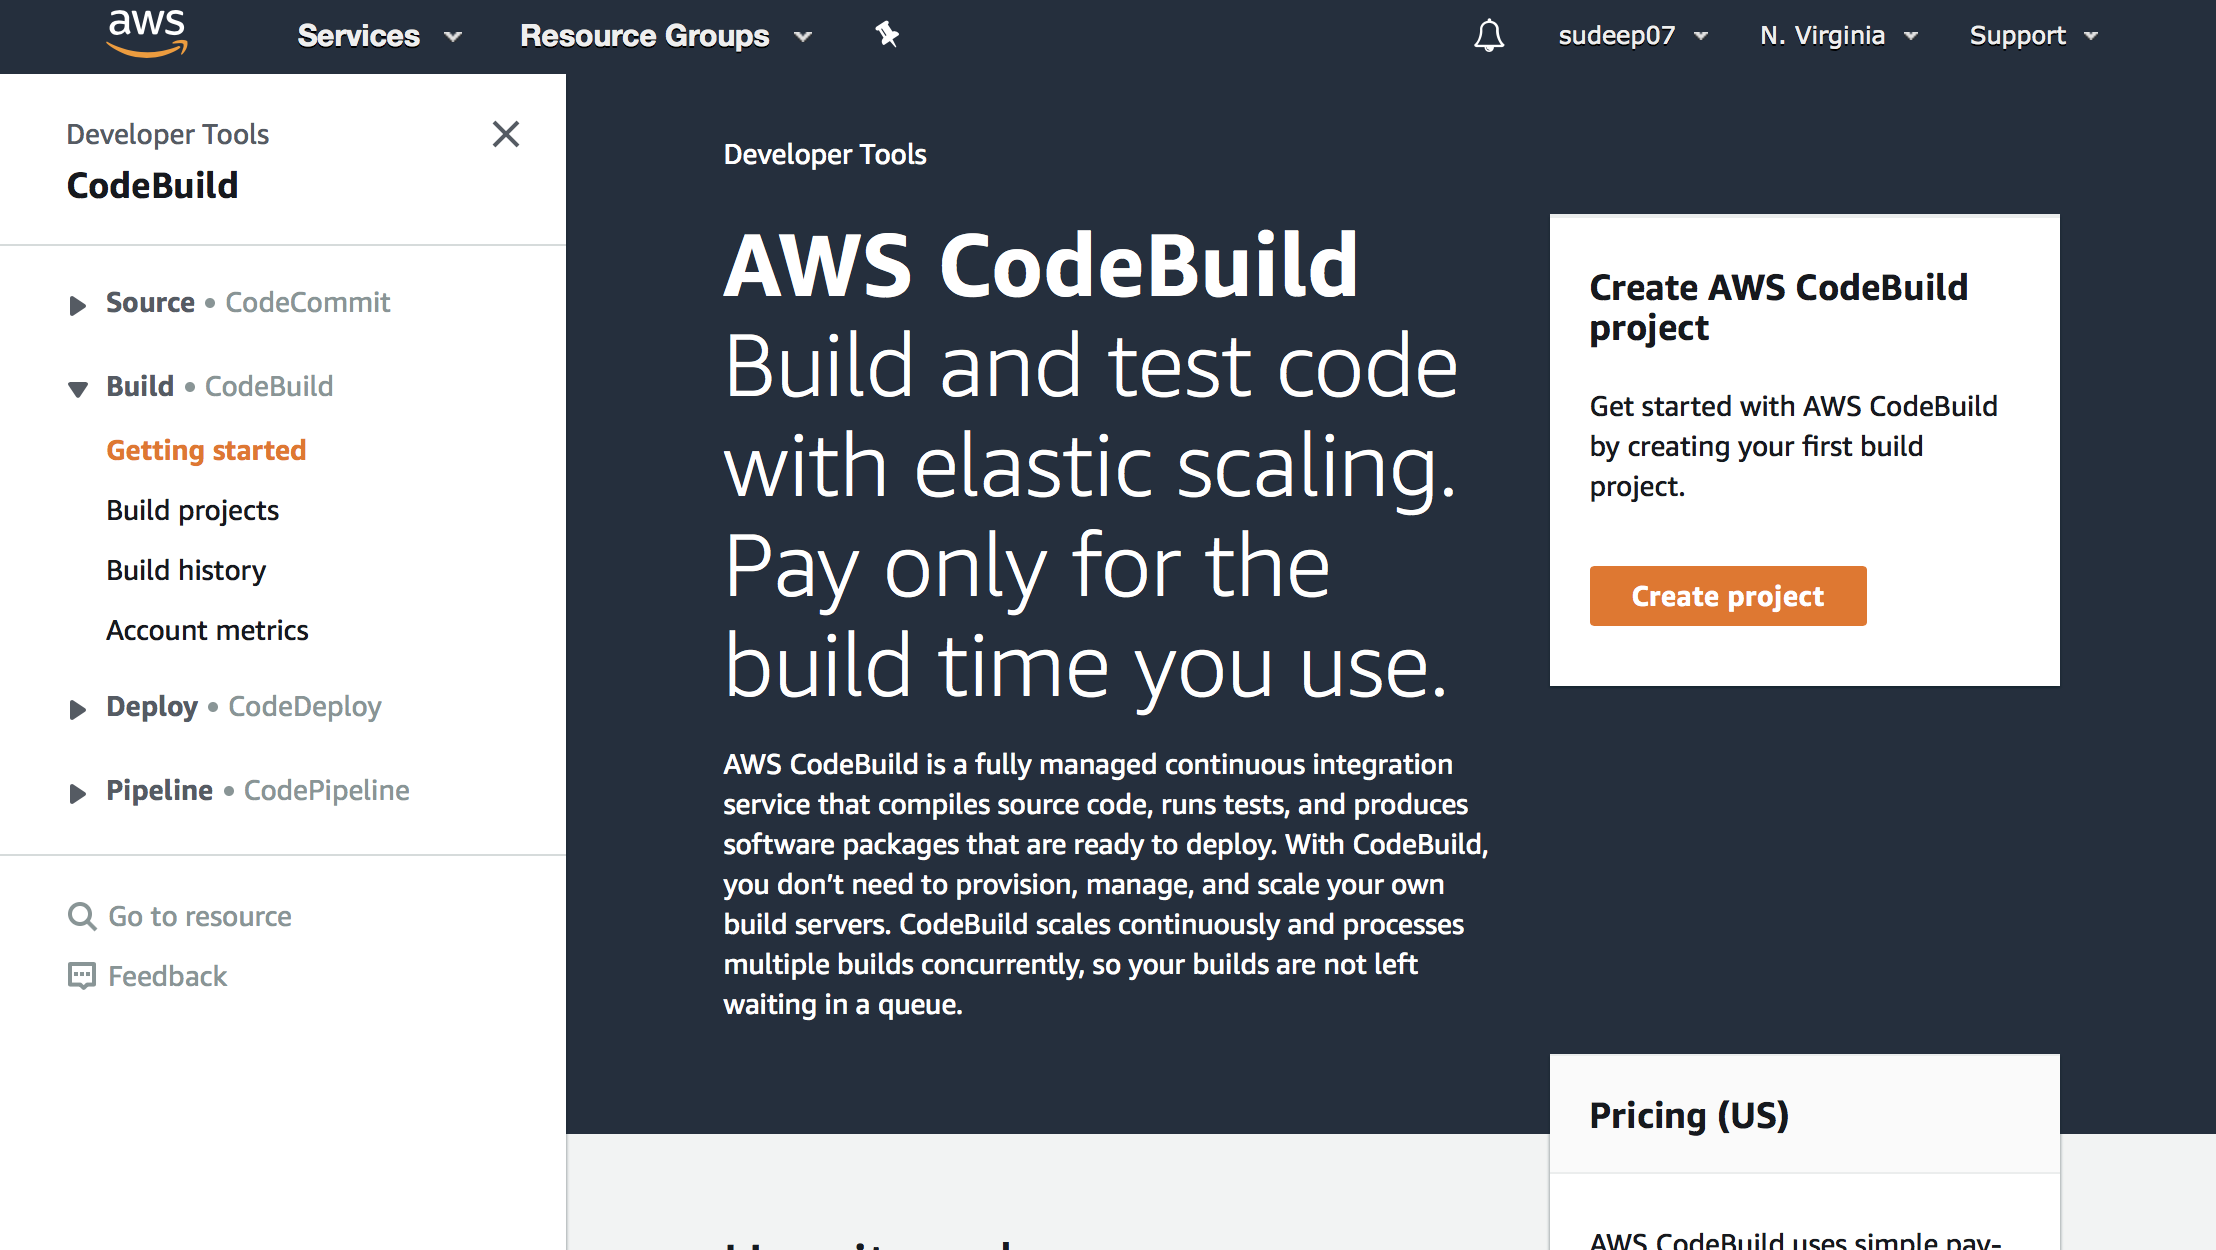 aws
Services
Resource Groups
sudeep07
N. Virginia
Support
Developer Tools
CodeBuild
Source • CodeCommit
Build • CodeBuild
Getting started
Build projects
Build history
Account metrics
Deploy • CodeDeploy
Pipeline • CodePipeline
Go to resource
Feedback
Developer Tools
AWS CodeBuild
Build and test code
with elastic scaling.
Pay only for the
build time you use.
AWS CodeBuild is a fully managed continuous integration
service that compiles source code, runs tests, and produces
software packages that are ready to deploy. With CodeBuild,
you don’t need to provision, manage, and scale your own
build servers. CodeBuild scales continuously and processes
multiple builds concurrently, so your builds are not left
waiting in a queue.
Create AWS CodeBuild
project
Get started with AWS CodeBuild
by creating your first build
project.
Create project
Pricing (US)
AWS CodeBuild uses simple pay-